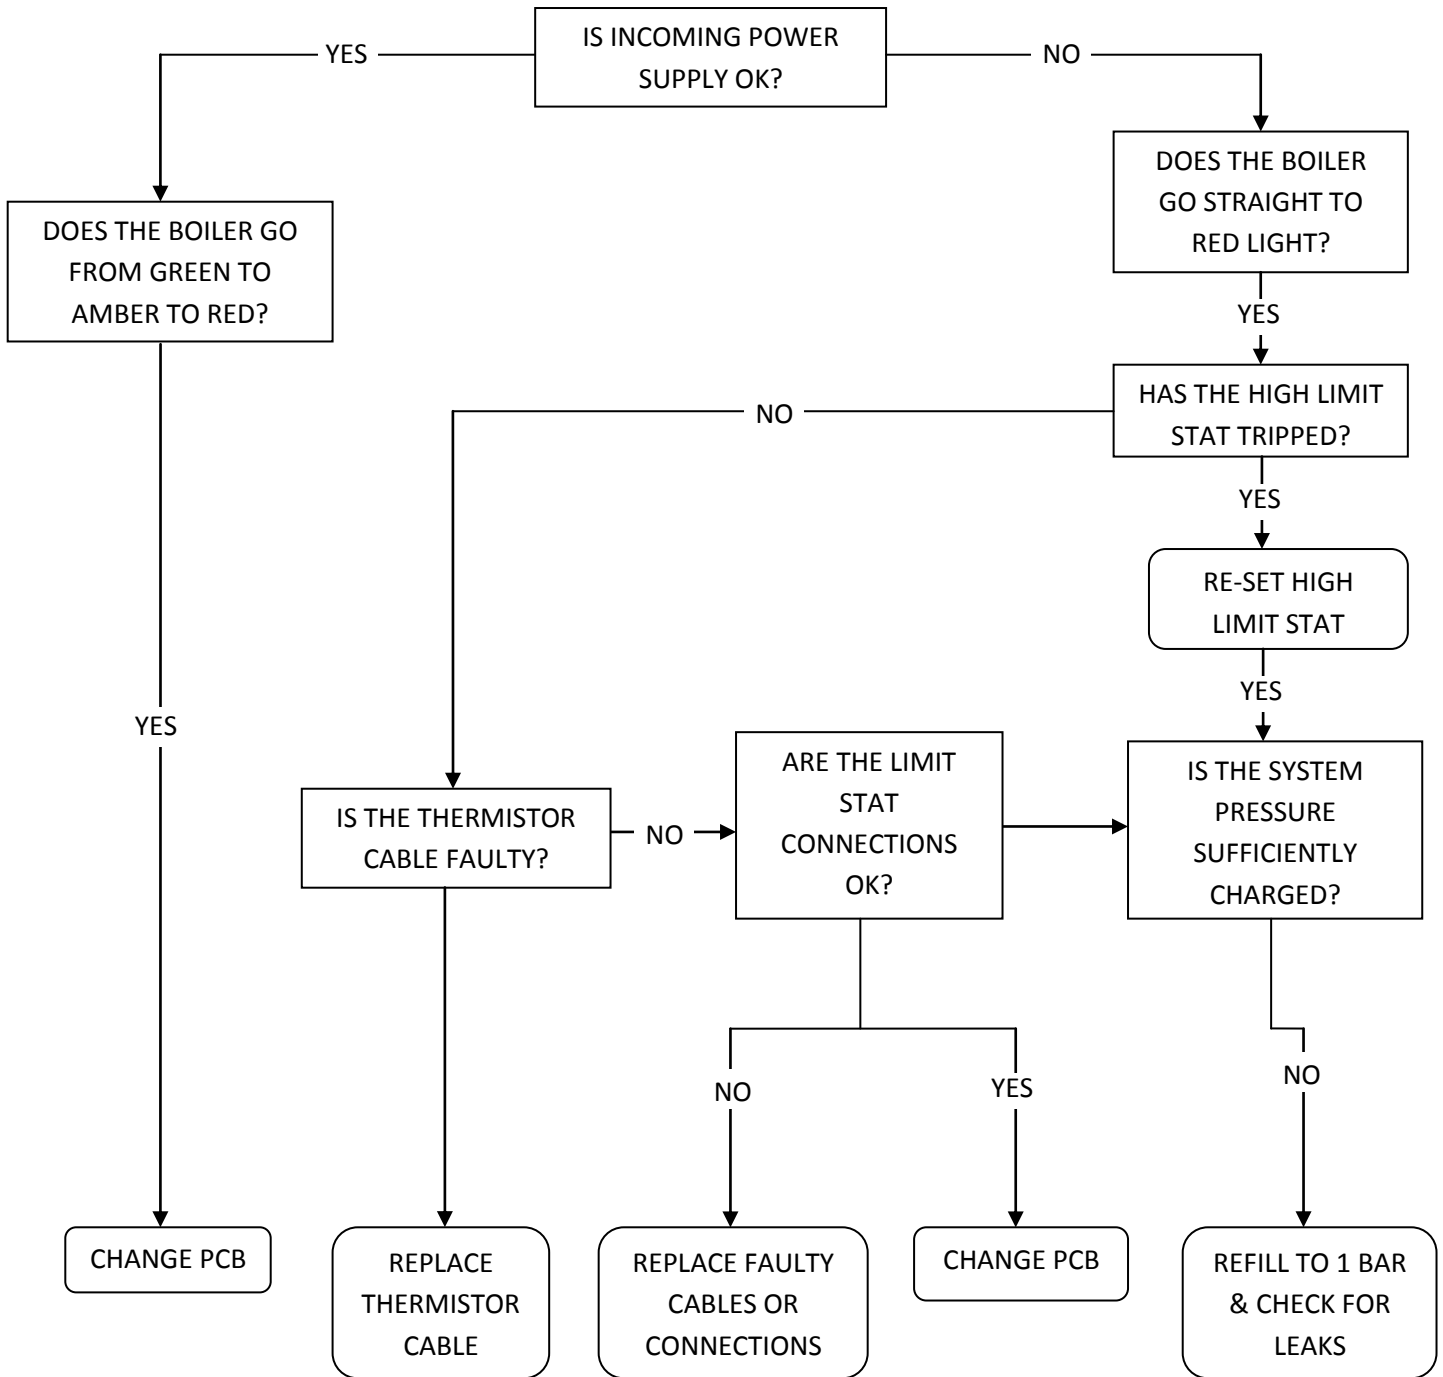 IS INCOMING POWER
SUPPLY OK?
YES
NO
DOES THE BOILER
GO STRAIGHT TO
RED LIGHT?
DOES THE BOILER GO
FROM GREEN TO
AMBER TO RED?
YES
HAS THE HIGH LIMIT
STAT TRIPPED?
NO
YES
RE-SET HIGH
LIMIT STAT
YES
YES
IS THE THERMISTOR
CABLE FAULTY?
NO
ARE THE LIMIT
STAT
CONNECTIONS
OK?
IS THE SYSTEM
PRESSURE
SUFFICIENTLY
CHARGED?
NO
YES
NO
CHANGE PCB
REPLACE
THERMISTOR
CABLE
REPLACE FAULTY
CABLES OR
CONNECTIONS
CHANGE PCB
REFILL TO 1 BAR
& CHECK FOR
LEAKS